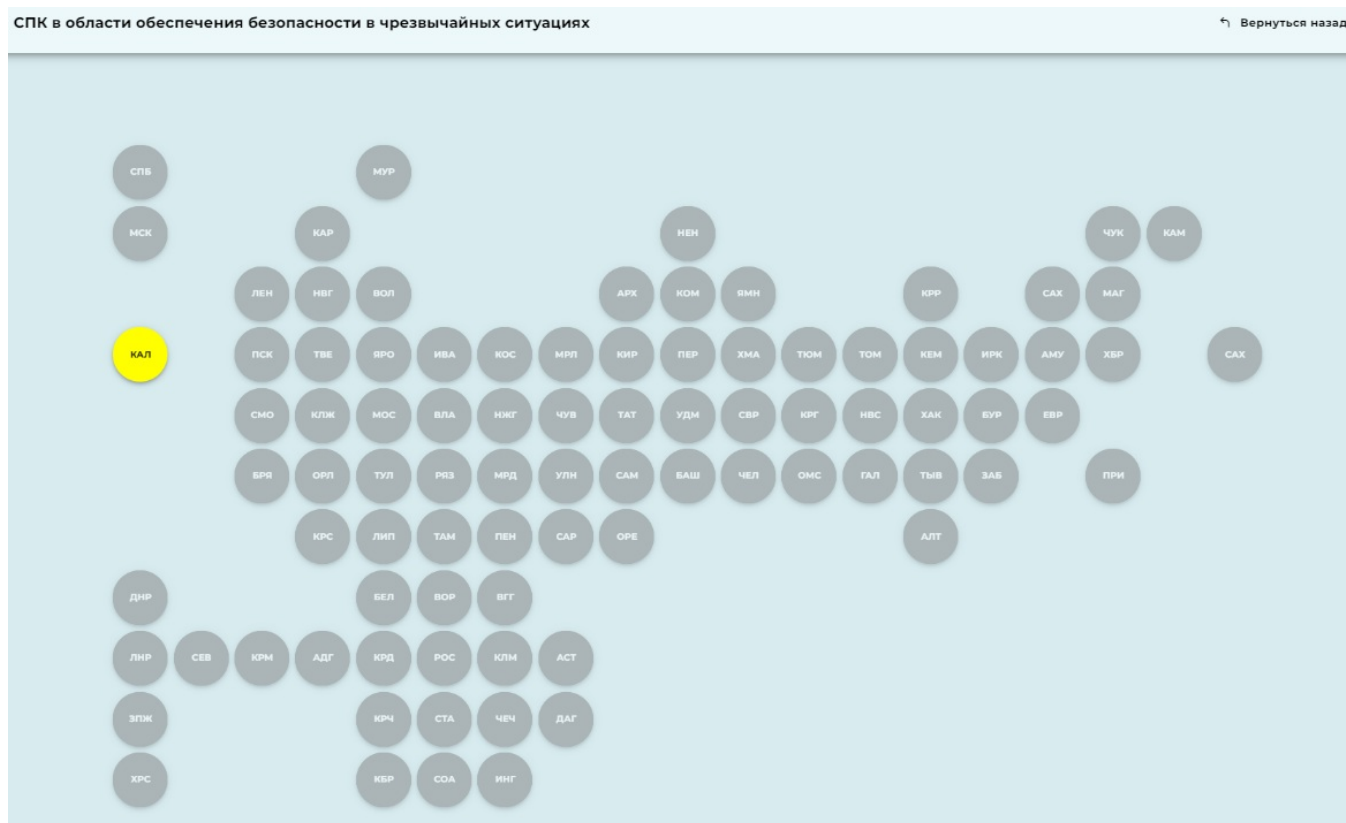 СПК в области обеспечения безопасности в чрезвычайных ситуациях Вернуться назад
СПБ МУР
МСК КАР НЕН ЧУК КАМ
ЛЕН НВГ ВОЛ АРХ КОМ ЯМН КРР САХ МАГ
КАЛ ПСК ТВЕ ЯРО ИВА КОС МРЛ КИР ПЕР ХМА ТЮМ ТОМ КЕМ ИРК АМУ ХБР САХ
СМО КЛЖ МОС ВЛА НЖГ ЧУВ ТАТ УДМ СВР КРГ НВС ХАК БУР ЕВР
БРЯ ОРЛ ТУЛ РЯЗ МРД УЛН САМ БАШ ЧЕЛ ОМС ГАЛ ТЫВ ЗАБ ПРИ
КРС ЛИП ТАМ ПЕН САР ОРЕ АЛТ
ДНР БЕЛ ВОР ВГГ
ЛНР СЕВ КРМ АДГ КРД РОС КЛМ АСТ
ЗПЖ КРЧ СТА ЧЕЧ ДАГ
ХРС КБР СОА ИНГ